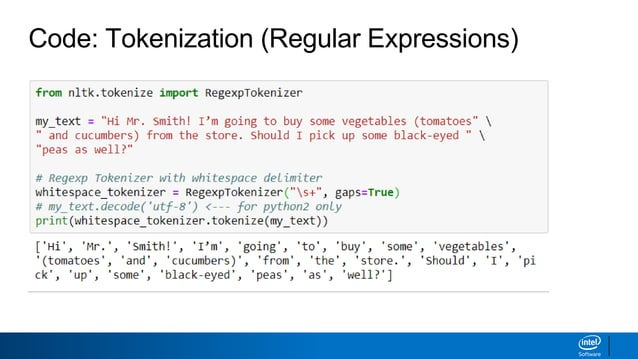 Code: Tokenization (Regular Expressions)
from nltk.tokenize import RegexpTokenizer
my_text = "Hi Mr. Smith! I’m going to buy some vegetables (tomatoes" \
" and cucumbers) from the store. Should I pick up some black-eyed " \
"peas as well?"
# Regexp Tokenizer with whitespace delimiter
whitespace_tokenizer = RegexpTokenizer("\s+", gaps=True)
# my_text.decode('utf-8') <--- for python2 only
print(whitespace_tokenizer.tokenize(my_text))
['Hi', 'Mr.', 'Smith!', 'I’m', 'going', 'to', 'buy', 'some', 'vegetables',
'(tomatoes', 'and', 'cucumbers)', 'from', 'the', 'store.', 'Should', 'I', 'pi
ck', 'up', 'some', 'black-eyed', 'peas', 'as', 'well?']
intel
Software